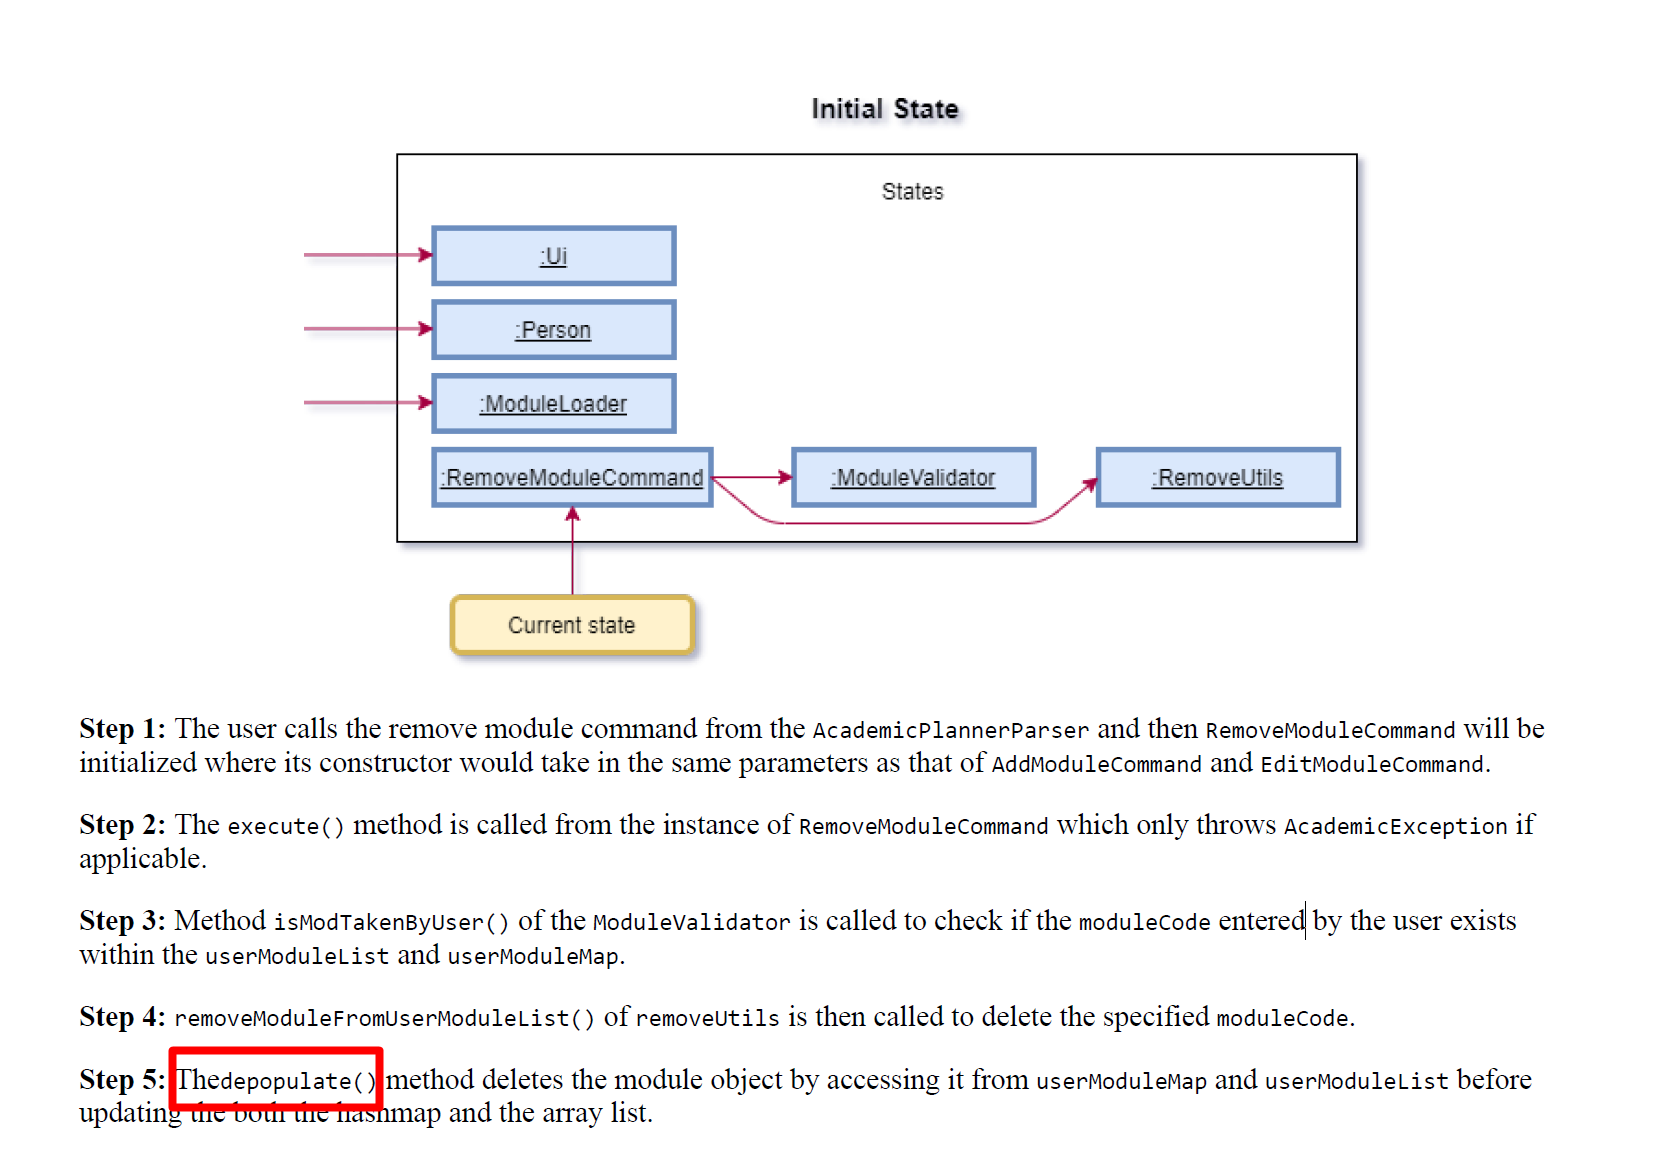 Initial State
States
:Ui
:Person
:ModuleLoader
:RemoveModuleCommand :ModuleValidator :RemoveUtils
Current state
Step 1: The user calls the remove module command from the AcademicPlannerParser and then RemoveModuleCommand will be
initialized where its constructor would take in the same parameters as that of AddModuleCommand and EditModuleCommand.
Step 2: The execute() method is called from the instance of RemoveModuleCommand which only throws AcademicException if
applicable.
Step 3: Method isModTakenByUser() of the ModuleValidator is called to check if the moduleCode entered by the user exists
within the userModuleList and userModuleMap.
Step 4: removeModuleFromUserModuleList() of removeUtils is then called to delete the specified moduleCode.
Step 5: Thedepopulate() method deletes the module object by accessing it from userModuleMap and userModuleList before
updating the both the hashmap and the array list.